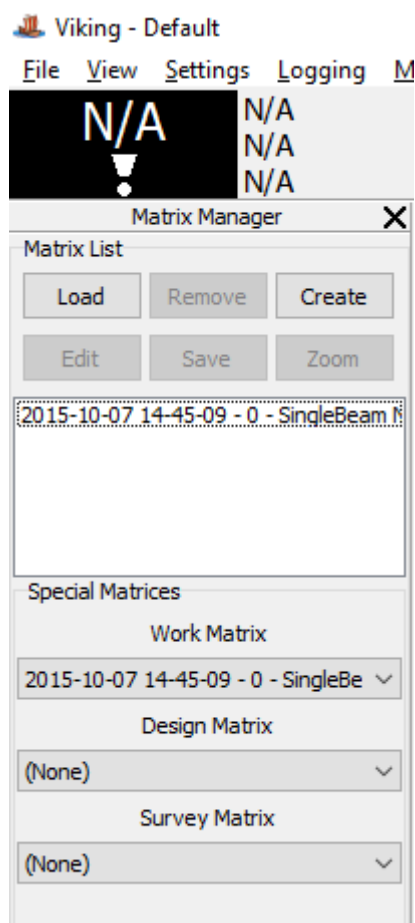 Viking - Default
File View Settings Logging M
N/A
N/A
N/A
N/A
Matrix Manager
Matrix List
Load Remove Create
Edit Save Zoom
2015-10-07 14-45-09 - 0 - SingleBeam
Special Matrices
Work Matrix
2015-10-07 14-45-09 - 0 - SingleBe
Design Matrix
(None)
Survey Matrix
(None)